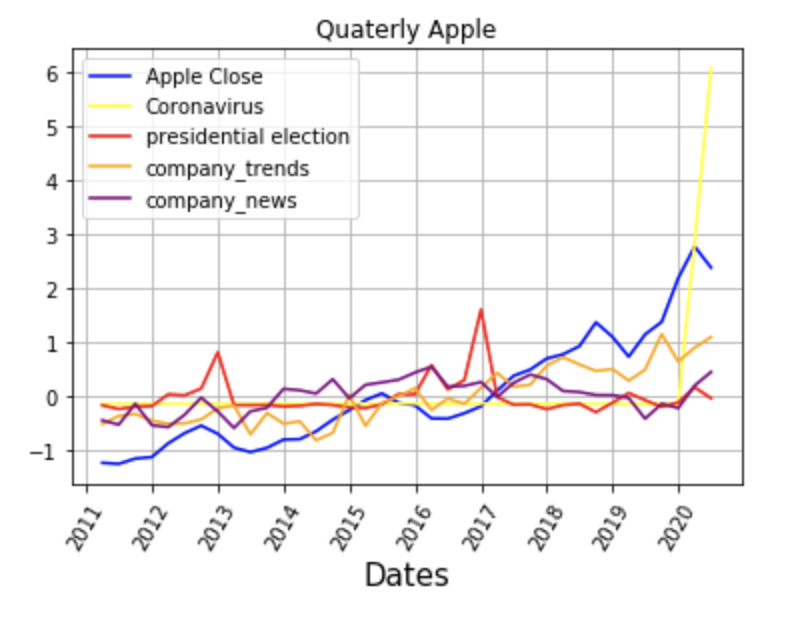 Quaterly Apple
Apple Close
Coronavirus
presidential election
company_trends
company_news
6
5
4
3
2
1
0
−1
2011
2012
2013
2014
2015
2016
2017
2018
2019
2020
Dates